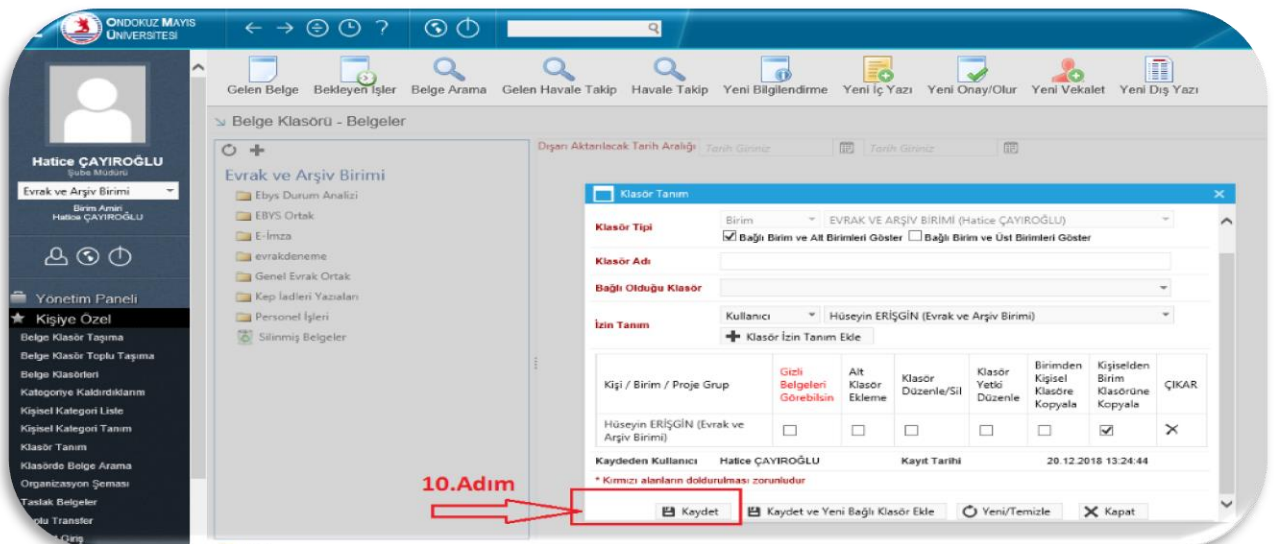 ONDOKUZ MAYIS
ÜNİVERSİTESİ
?
Gelen Belge Bekleyen İşler Belge Arama Gelen Havale Takip Havale Takip Yeni Bilgilendirme Yeni İç Yazı Yeni Onay/Olur Yeni Vekalet Yeni Dış Yazı
Belge Klasörü - Belgeler
Hatice ÇAYIROĞLU
Şube Müdürü
Evrak ve Arşiv Birimi
Birim Amiri
Hatice ÇAYIROĞLU
Yönetim Paneli
Kişiye Özel
Belge Klasör Taşıma
Belge Klasör Toplu Taşıma
Belge Klasörleri
Kategoriye Kaldırdıklarım
Kişisel Kategori Liste
Kişisel Kategori Tanım
Klasör Tanım
Klasörde Belge Arama
Organizasyon Şeması
Taslak Belgeler
Transfer
Giriş
Evrak ve Arşiv Birimi
Ebys Durum Analizi
EBYS Ortak
E-İmza
evrakdeneme
Genel Evrak Ortak
Kep İadleri Yazıaları
Personel İşleri
Silinmiş Belgeler
Dışarı Aktarılacak Tarih Aralığı Tarih Giriniz Tarih Giriniz
Klasör Tanım
Klasör Tipi Birim EVRAK VE ARŞİV BİRİMİ (Hatice ÇAYIROĞLU)
Bağlı Birim ve Alt Birimleri Göster Bağlı Birim ve Üst Birimleri Göster
Klasör Adı
Bağlı Olduğu Klasör
İzin Tanım Kullanıcı Hüseyin ERİŞGİN (Evrak ve Arşiv Birimi)
Klasör İzin Tanım Ekle
Kişi / Birim / Proje Grup Gizli Belgeleri Görebilsin Alt Klasör Ekleme Klasör Düzenle/Sil Klasör Yetki Düzenle Birimden Kişisel Klasöre Kopyala Kişiselden Birim Klasörüne Kopyala ÇIKAR
Hüseyin ERİŞGİN (Evrak ve
Arşiv Birimi)
Kaydeden Kullanıcı Hatice ÇAYIROĞLU Kayıt Tarihi 20.12.2018 13:24:44
* Kırmızı alanların doldurulması zorunludur
10.Adım
Kaydet Kaydet ve Yeni Bağlı Klasör Ekle Yeni/Temizle Kapat